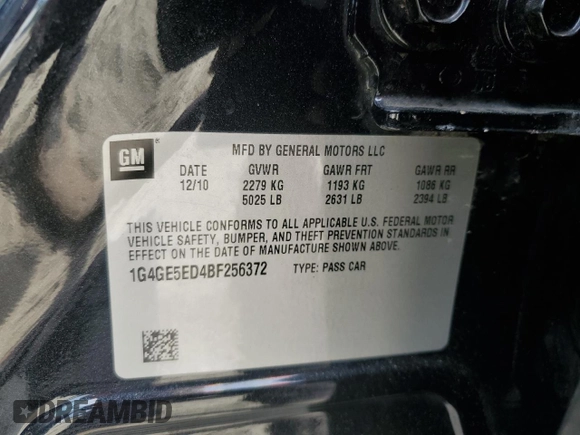 GM
MFD BY GENERAL MOTORS LLC
DATE GVWR GAWR FRT GAWR RR
12/10 2279 KG 1193 KG 1086 KG
5025 LB 2631 LB 2394 LB
THIS VEHICLE CONFORMS TO ALL APPLICABLE U.S. FEDERAL MOTOR
VEHICLE SAFETY, BUMPER, AND THEFT PREVENTION STANDARDS IN
EFFECT ON THE DATE OF MANUFACTURE SHOWN ABOVE.
1G4GE5ED4BF256372 TYPE: PASS CAR
DREAMBID